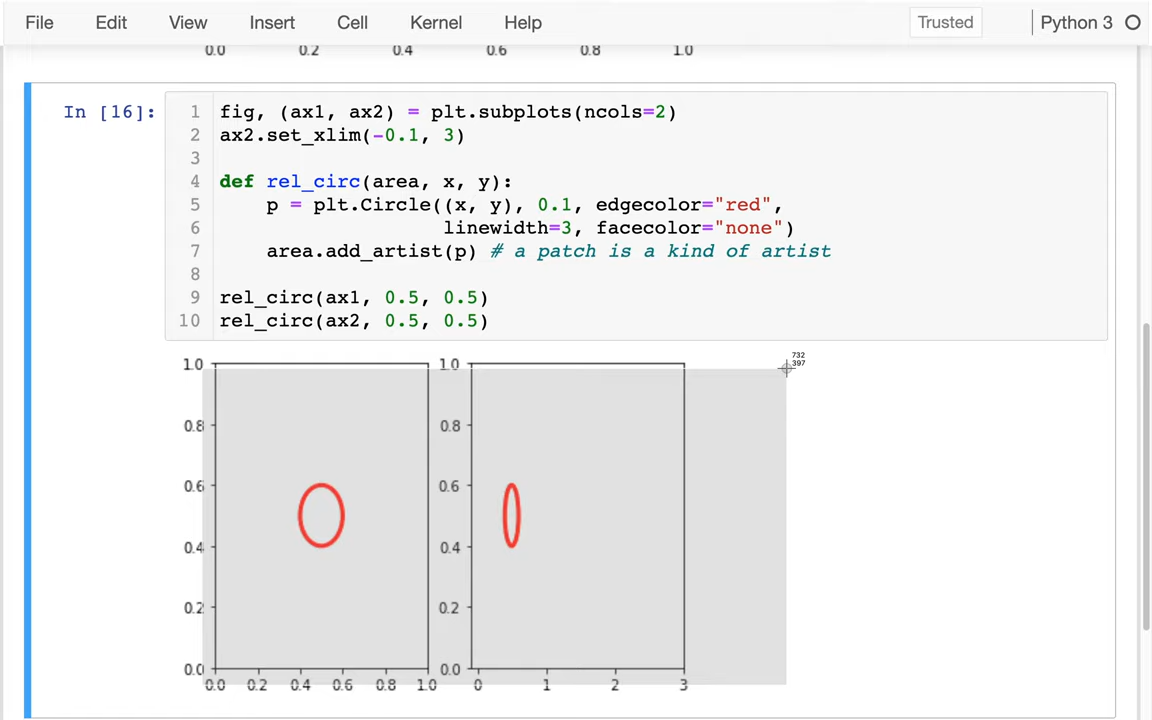 File Edit View Insert Cell Kernel Help Trusted Python 3
0.0 0.2 0.4 0.6 0.8 1.0
In [16]:
1 fig, (ax1, ax2) = plt.subplots(ncols=2)
2 ax2.set_xlim(-0.1, 3)
3
4 def rel_circ(area, x, y):
5 p = plt.Circle((x, y), 0.1, edgecolor="red",
6 linewidth=3, facecolor="none")
7 area.add_artist(p) # a patch is a kind of artist
8
9 rel_circ(ax1, 0.5, 0.5)
10 rel_circ(ax2, 0.5, 0.5)
732
397
1.0 1.0
0.8 0.8
0.6 0.6
0.4 0.4
0.2 0.2
0.0 0.0
0.0 0.2 0.4 0.6 0.8 1.0 0 1 2 3